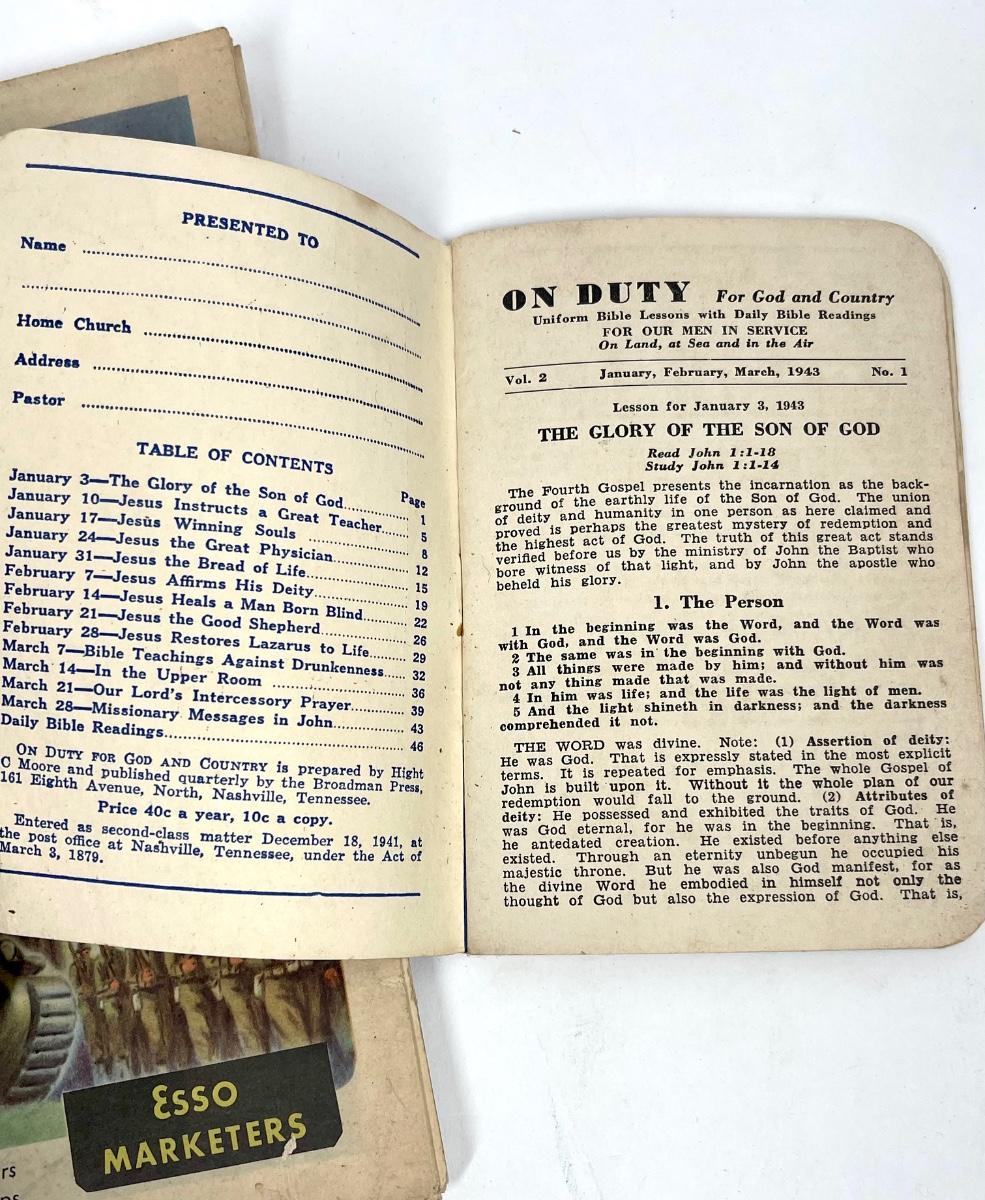 PRESENTED TO
Name
Home Church
Address
Pastor
TABLE OF CONTENTS
Page
January 3—The Glory of the Son of God 1
January 10—Jesus Instructs a Great Teacher 5
January 17—Jesus Winning Souls 8
January 24—Jesus the Great Physician 12
January 31—Jesus the Bread of Life 15
February 7—Jesus Affirms His Deity 19
February 14—Jesus Heals a Man Born Blind 22
February 21—Jesus the Good Shepherd 26
February 28—Jesus Restores Lazarus to Life 29
March 7—Bible Teachings Against Drunkenness 32
March 14—In the Upper Room 36
March 21—Our Lord's Intercessory Prayer 39
March 28—Missionary Messages in John 43
Daily Bible Readings 46
ON DUTY FOR GOD AND COUNTRY is prepared by Hight
C Moore and published quarterly by the Broadman Press,
161 Eighth Avenue, North, Nashville, Tennessee.
Price 40c a year, 10c a copy.
Entered as second-class matter December 18, 1941, at
the post office at Nashville, Tennessee, under the Act of
March 3, 1879.
ON DUTY For God and Country
Uniform Bible Lessons with Daily Bible Readings
FOR OUR MEN IN SERVICE
On Land, at Sea and in the Air
Vol. 2 January, February, March, 1943 No. 1
Lesson for January 3, 1943
THE GLORY OF THE SON OF GOD
Read John 1:1-18
Study John 1:1-14
The Fourth Gospel presents the incarnation as the back-
ground of the earthly life of the Son of God. The union
of deity and humanity in one person as here claimed and
proved is perhaps the greatest mystery of redemption and
the highest act of God. The truth of this great act stands
verified before us by the ministry of John the Baptist who
bore witness of that light, and by John the apostle who
beheld his glory.
1. The Person
1 In the beginning was the Word, and the Word was
with God, and the Word was God.
2 The same was in the beginning with God.
3 All things were made by him; and without him was
not any thing made that was made.
4 In him was life; and the life was the light of men.
5 And the light shineth in darkness; and the darkness
comprehended it not.
THE WORD was divine. Note: (1) Assertion of deity:
He was God. That is expressly stated in the most explicit
terms. It is repeated for emphasis. The whole Gospel of
John is built upon it. Without it the whole plan of our
redemption would fall to the ground. (2) Attributes of
deity: He possessed and exhibited the traits of God. He
was God eternal, for he was in the beginning. That is,
he antedated creation. He existed before anything else
existed. Through an eternity unbegun he occupied his
majestic throne. But he was also God manifest, for as
the divine Word he embodied in himself not only the
thought of God but also the expression of God. That is,
ESSO
MARKETERS
rs